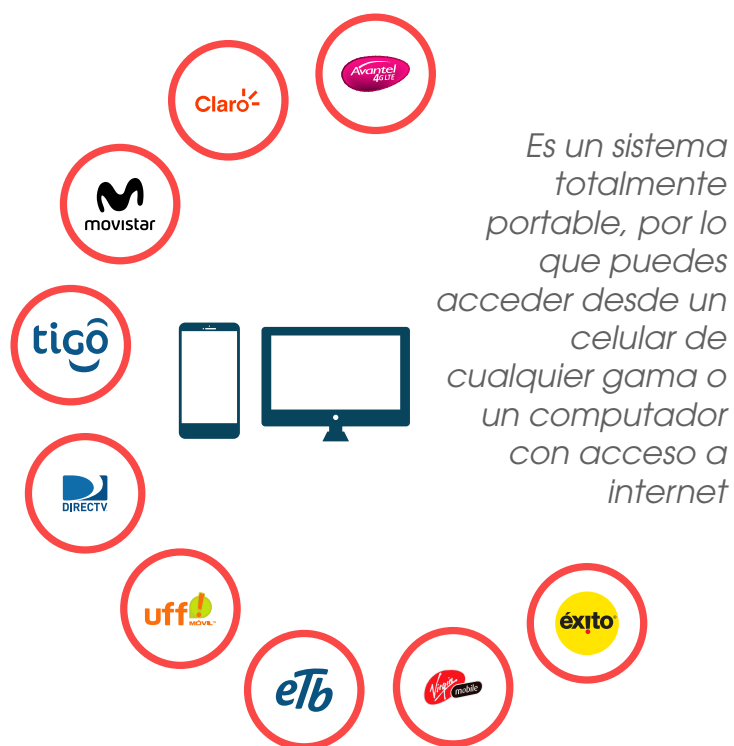 Avantel
4G LTE
Claro
movistar
Es un sistema
totalmente
portable, por lo
que puedes
acceder desde un
celular de
cualquier gama o
un computador
con acceso a
internet
tigo
DIRECTV
uff!
MÓVIL
éxito
eTb
Virgin
mobile